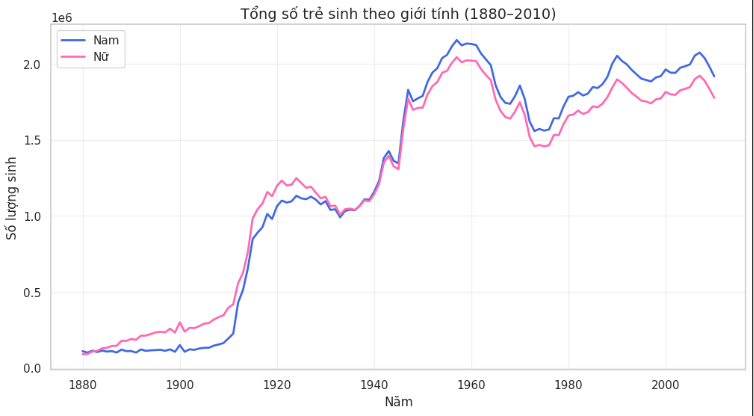 Tổng số trẻ sinh theo giới tính (1880–2010)
1e6
Nam
Nữ
2.0
1.5
1.0
0.5
0.0
Số lượng sinh
1880 1900 1920 1940 1960 1980 2000
Năm